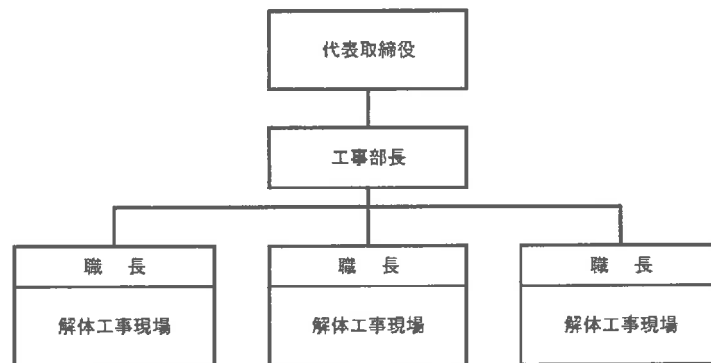 代表取締役
工事部長
職 長
職 長
職 長
解体工事現場
解体工事現場
解体工事現場